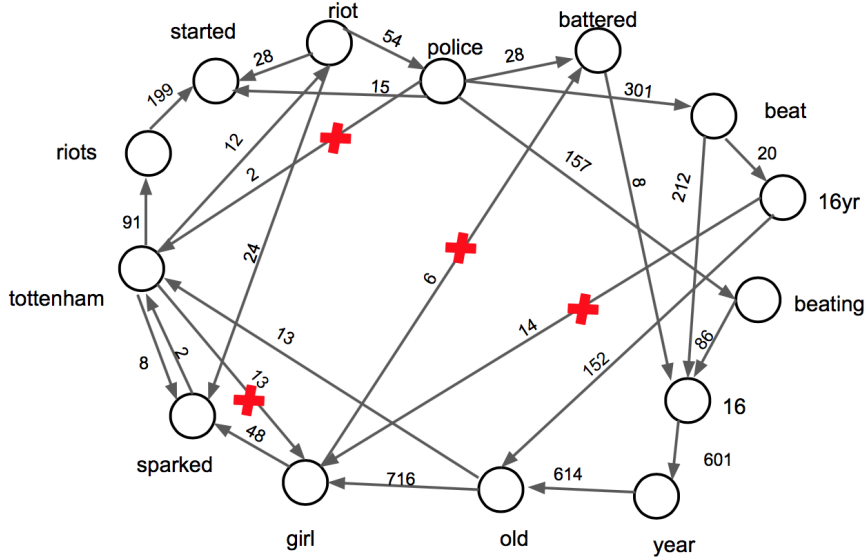 riot
battered
started
54
police
28
28
15
301
beat
199
12
157
20
riots
2
8
212
16yr
91
24
6
tottenham
beating
13
14
86
8
2
13
152
16
48
sparked
601
716
614
girl
old
year